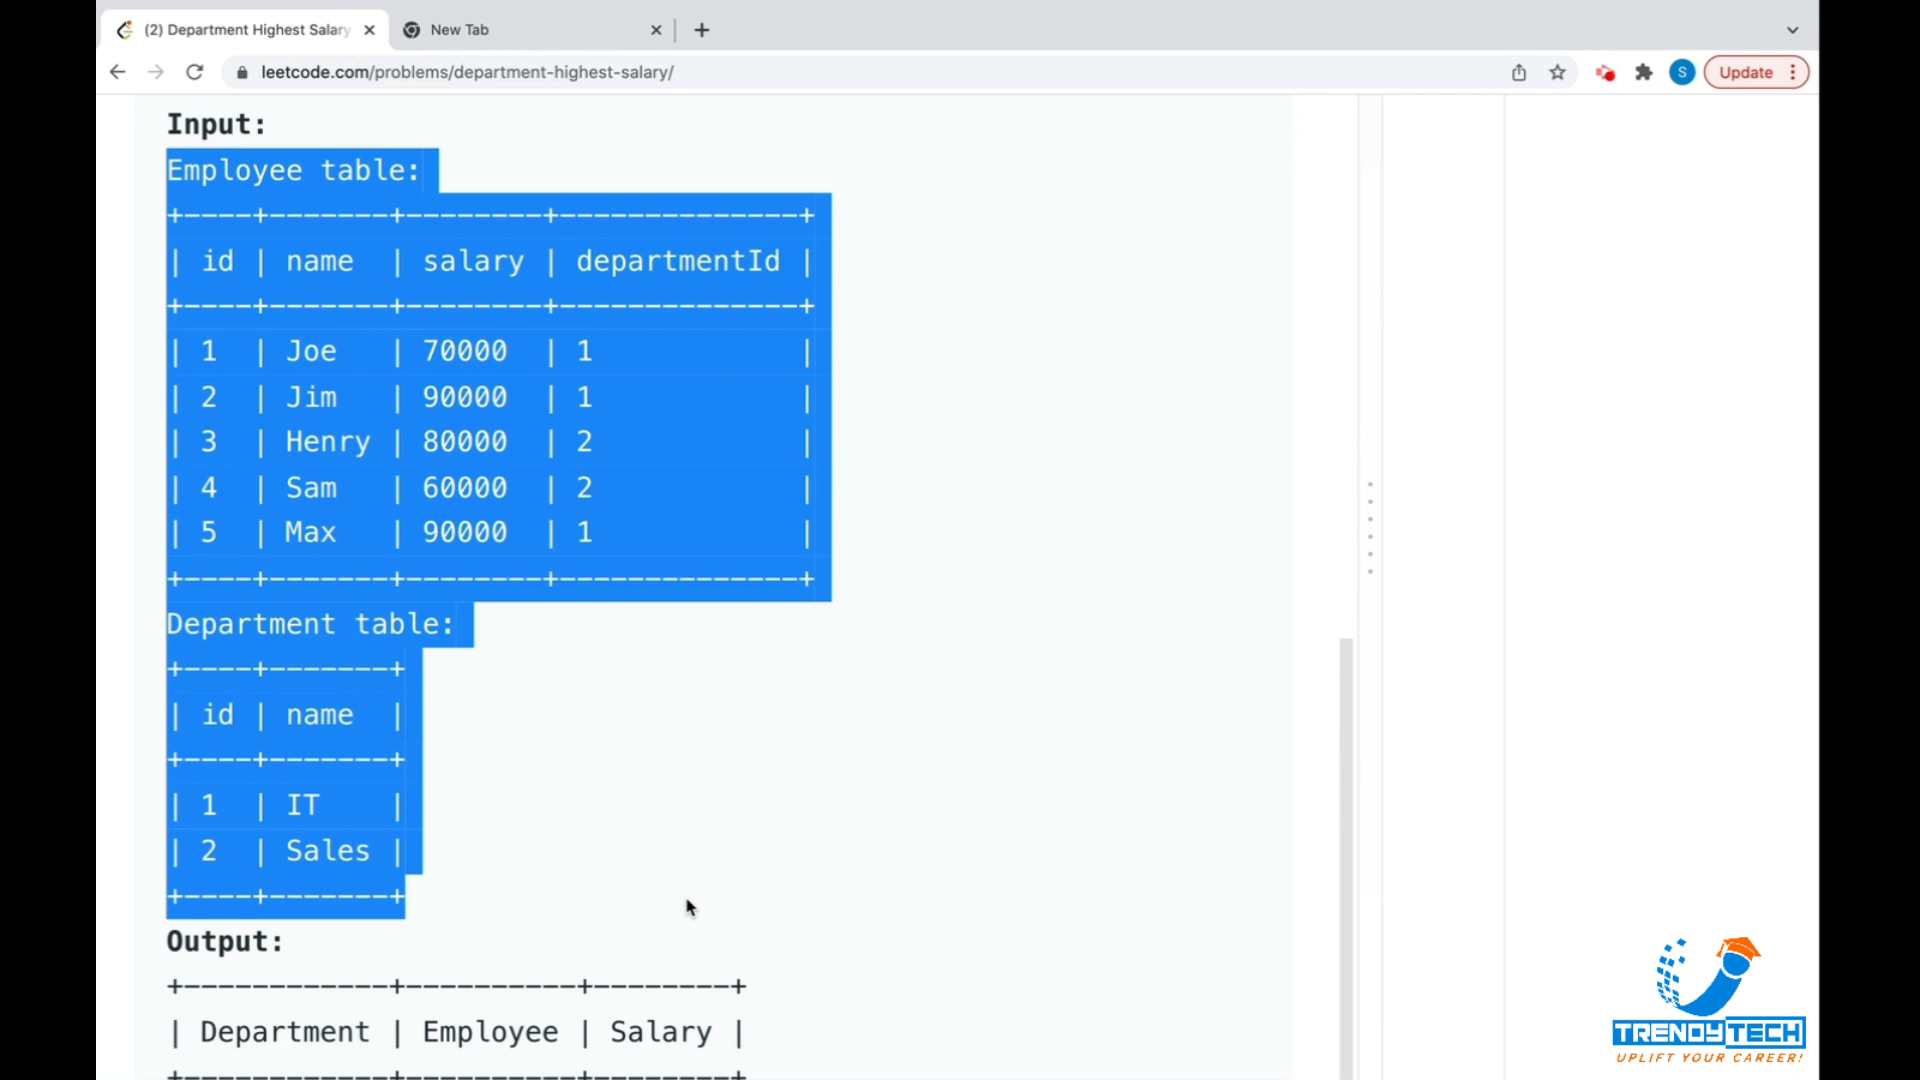 (2) Department Highest Salary
New Tab
leetcode.com/problems/department-highest-salary/
S
Update
Input:
Employee table:
+----+-------+--------+--------------+
| id | name  | salary | departmentId |
+----+-------+--------+--------------+
| 1  | Joe   | 70000  | 1            |
| 2  | Jim   | 90000  | 1            |
| 3  | Henry | 80000  | 2            |
| 4  | Sam   | 60000  | 2            |
| 5  | Max   | 90000  | 1            |
+----+-------+--------+--------------+
Department table:
+----+-------+
| id | name  |
+----+-------+
| 1  | IT    |
| 2  | Sales |
+----+-------+
Output:
+------------+----------+--------+
| Department | Employee | Salary |
+------------+----------+--------+
TRENDYTECH
UPLIFT YOUR CAREER!